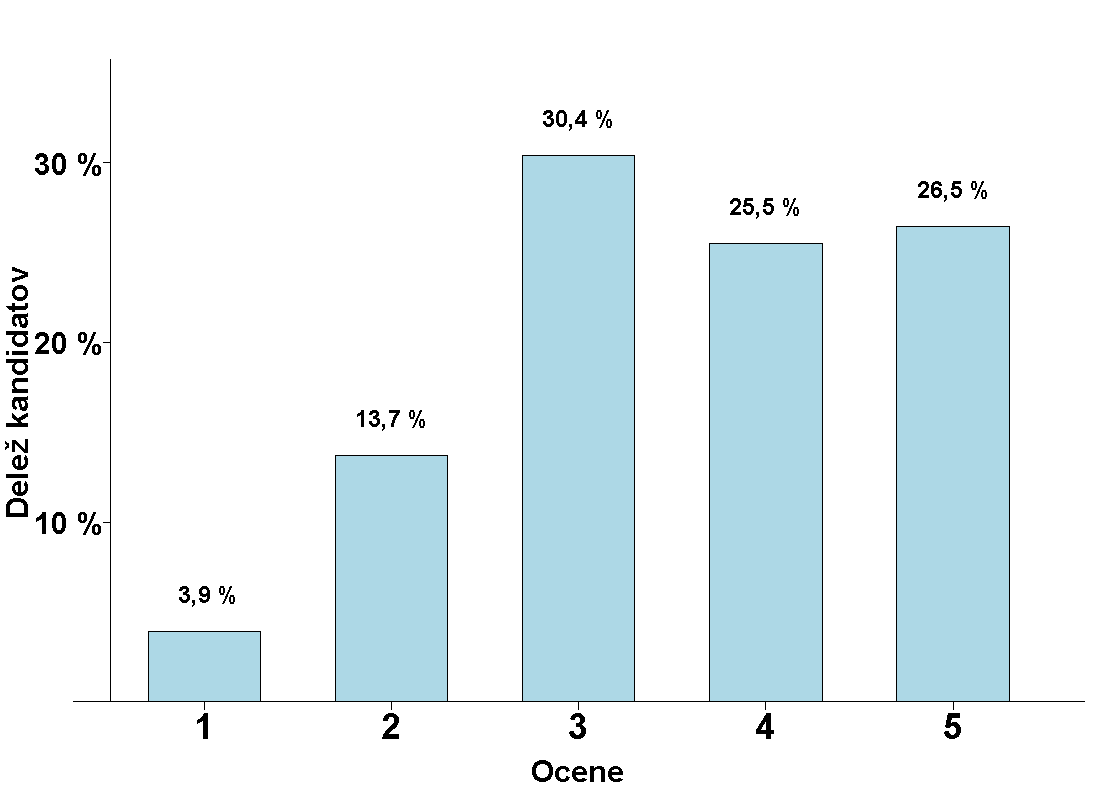 30,4 %
30 %
26,5 %
25,5 %
20 %
13,7 %
10 %
3,9 %
Delež kandidatov
1 2 3 4 5
Ocene